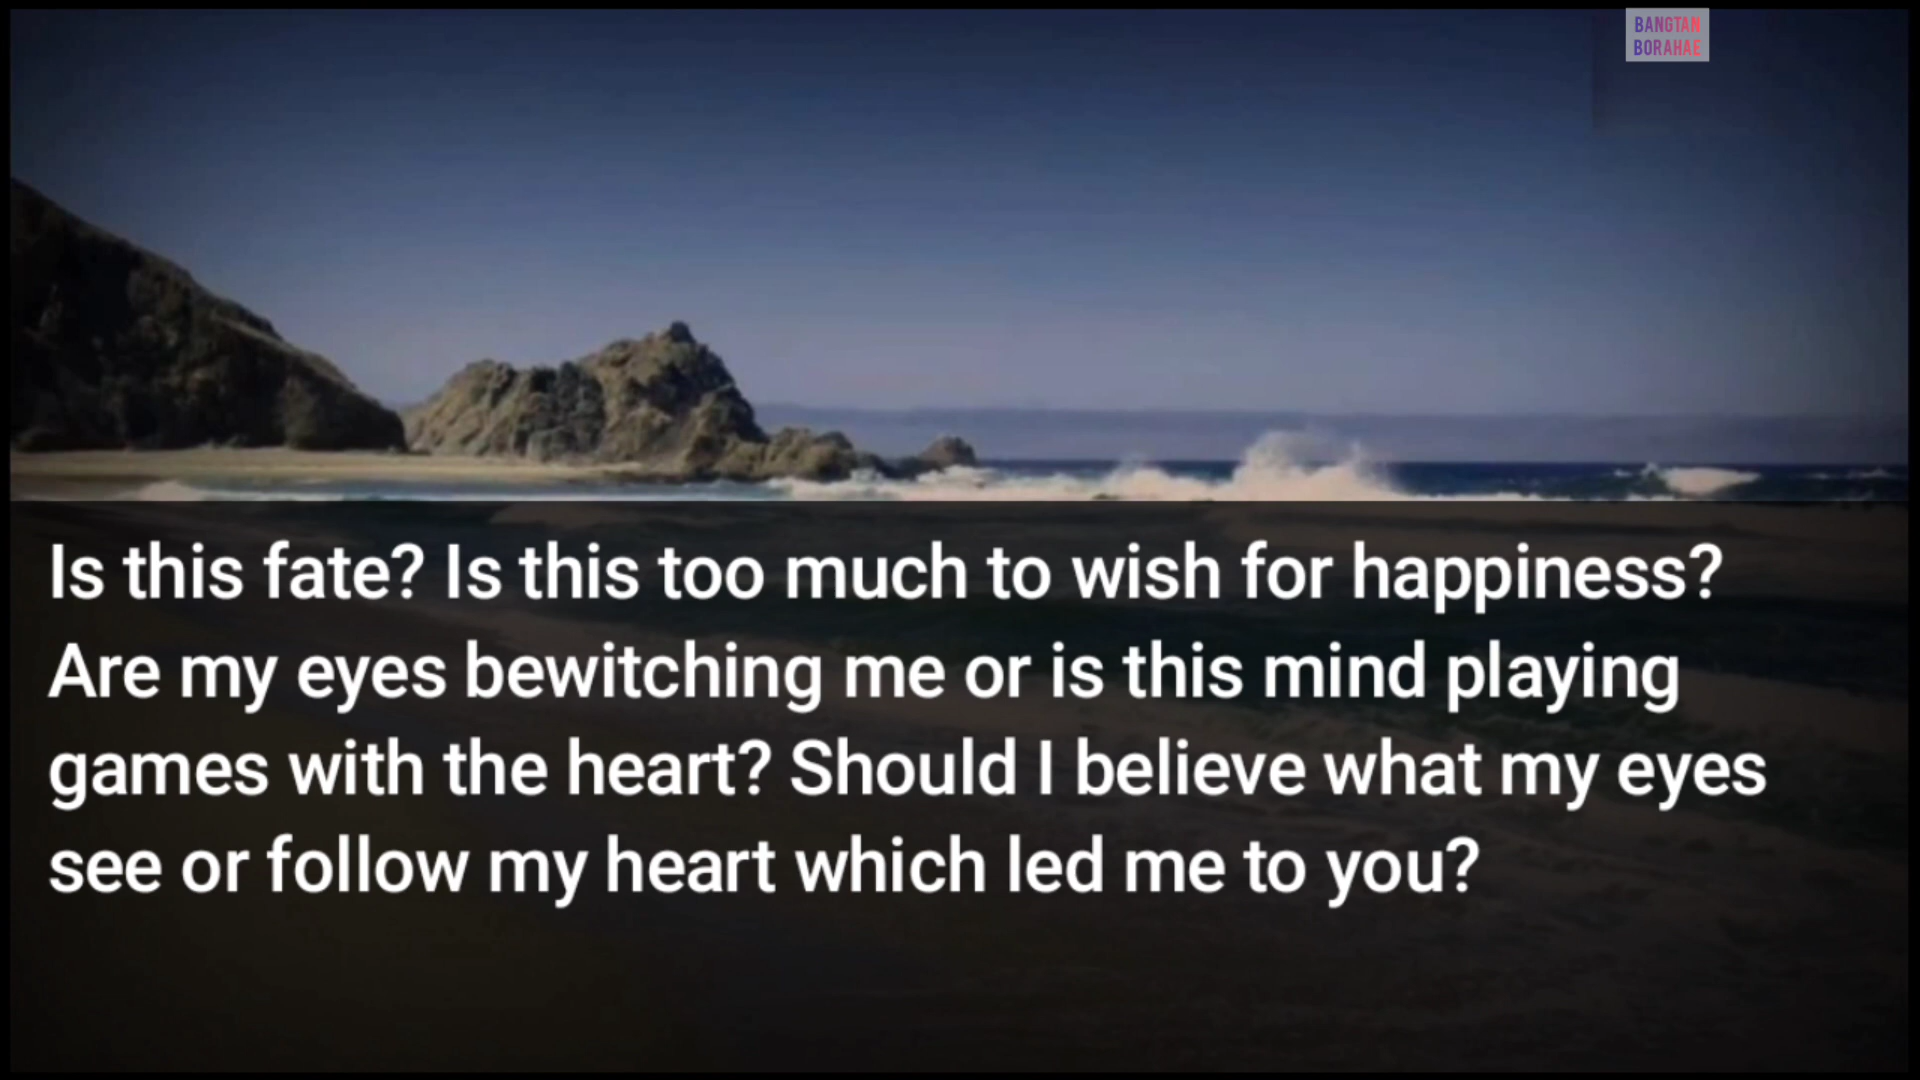 BANGTAN
BORAHAE
Is this fate? Is this too much to wish for happiness?
Are my eyes bewitching me or is this mind playing
games with the heart? Should I believe what my eyes
see or follow my heart which led me to you?